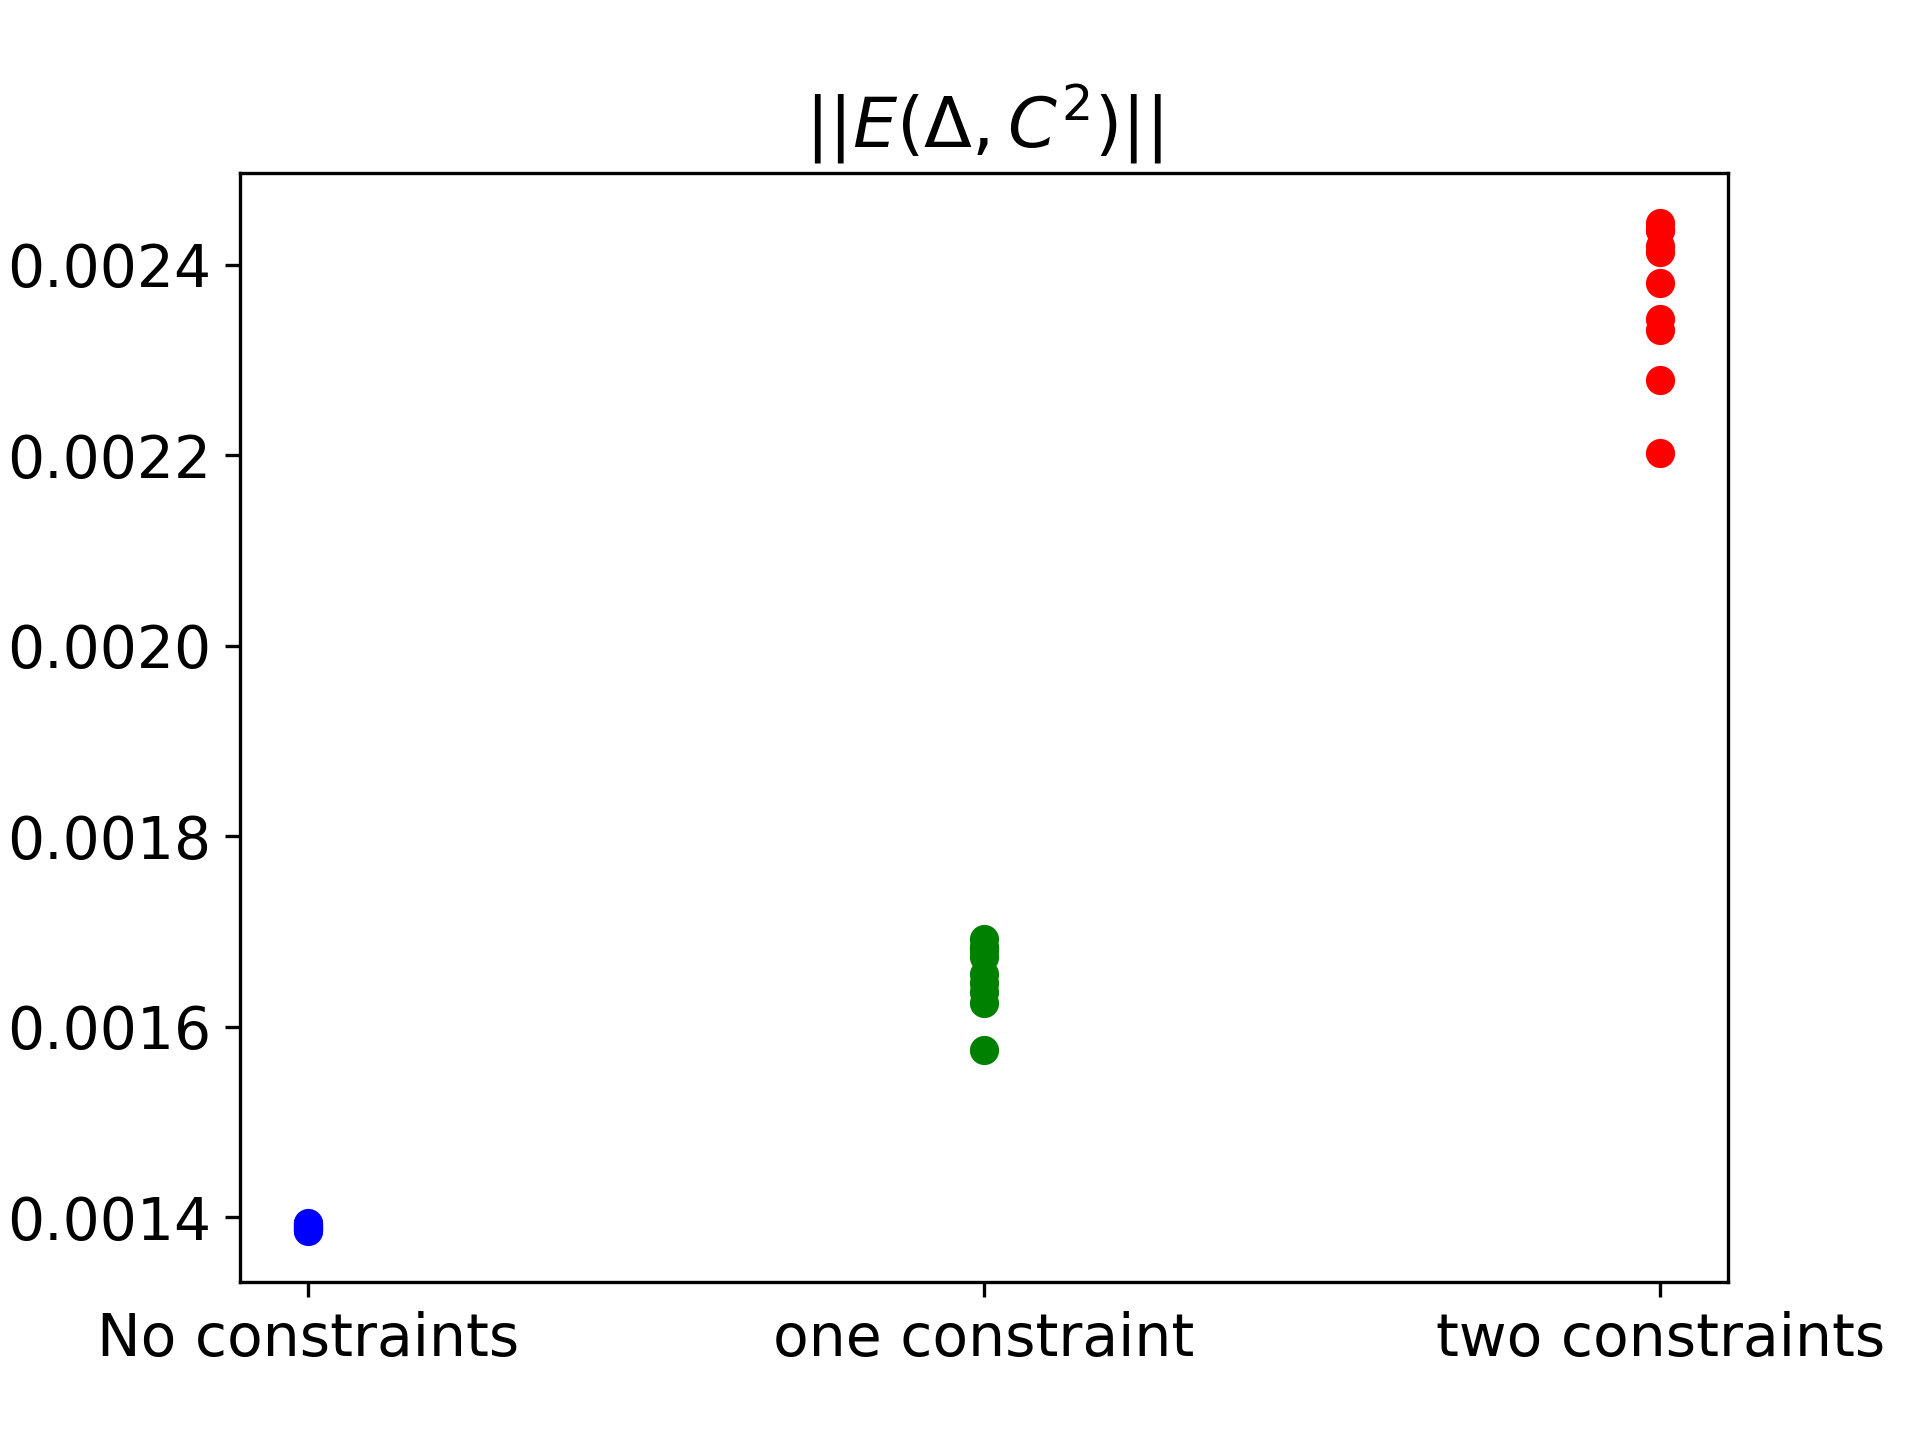 ||E(Δ, C²)||
0.0024
0.0022
0.0020
0.0018
0.0016
0.0014
No constraints
one constraint
two constraints